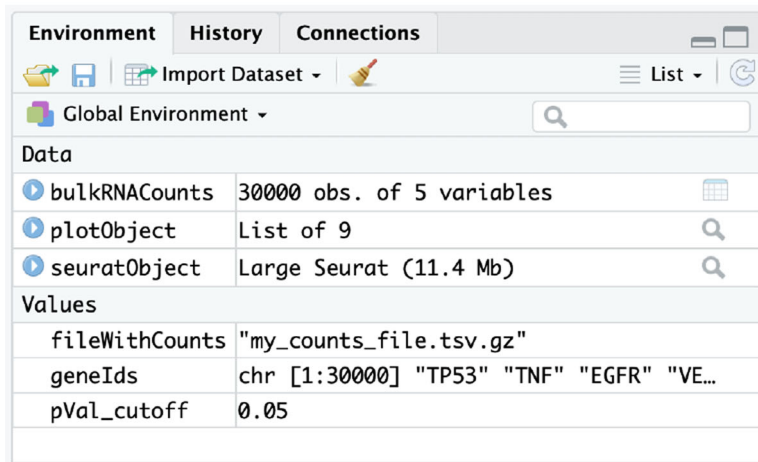 Environment History Connections
Import Dataset List
Global Environment
Data
bulkRNACounts 30000 obs. of 5 variables
plotObject List of 9
seuratObject Large Seurat (11.4 Mb)
Values
fileWithCounts "my_counts_file.tsv.gz"
geneIds chr [1:30000] "TP53" "TNF" "EGFR" "VE…
pVal_cutoff 0.05